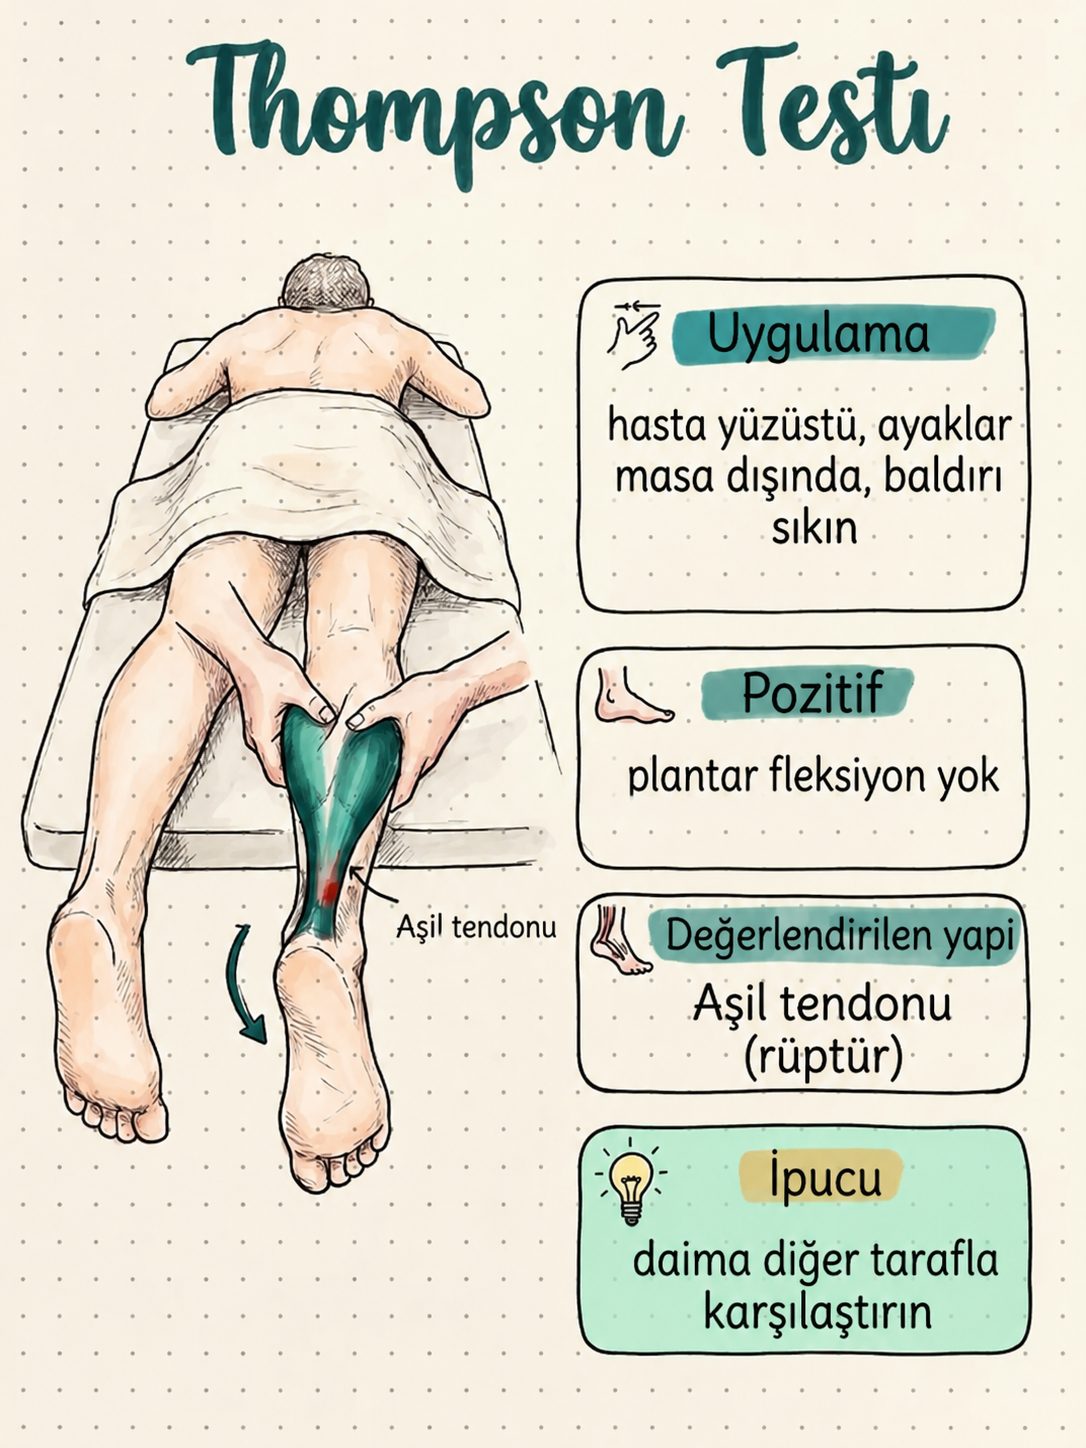 Thompson Testı
Uygulama
hasta yüzüstü, ayaklar
masa dışında, baldırı
sıkın
Pozitif
plantar fleksiyon yok
Aşil tendonu
Değerlendirilen yapi
Aşil tendonu
(rüptür)
İpucu
daima diğer tarafla
karşılaştırın